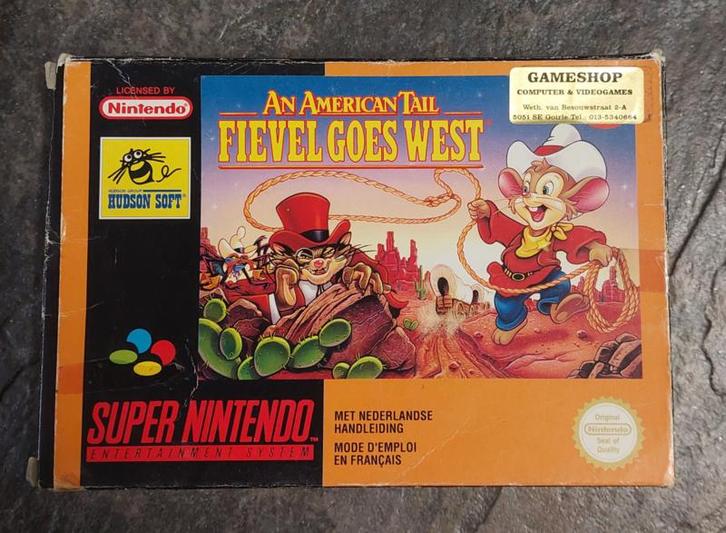 LICENSED BY
Nintendo
HUDSON GROUP
HUDSON SOFT
AN AMERICAN TAIL
FIEVEL GOES WEST
GAMESHOP
COMPUTER & VIDEOGAMES
Weth. van Besouwstraat 2-A
5051 SE Goirle Tel. 013-5340664
SUPER NINTENDO
ENTERTAINMENT SYSTEM
TM
MET NEDERLANDSE
HANDLEIDING
MODE D'EMPLOI
EN FRANÇAIS
Original
Nintendo
Seal of
Quality